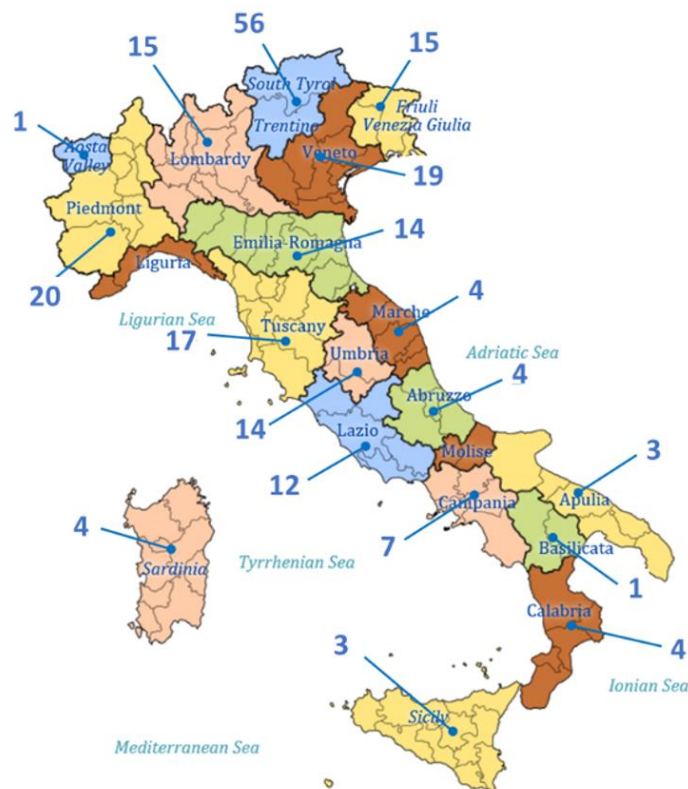 56
15
15
South Tyrol
Friuli
Venezia Giulia
1
Trentino
Aosta
Valley
Lombardy
Veneto
19
Piedmont
Emilia-Romagna
14
Liguria
20
Ligurian Sea
Marche
4
Tuscany
17
Umbria
Adriatic Sea
4
Abruzzo
14
Lazio
Molise
3
12
Campania
Apulia
4
7
Basilicata
Sardinia
Tyrrhenian Sea
1
Calabria
4
3
Ionian Sea
Sicily
Mediterranean Sea